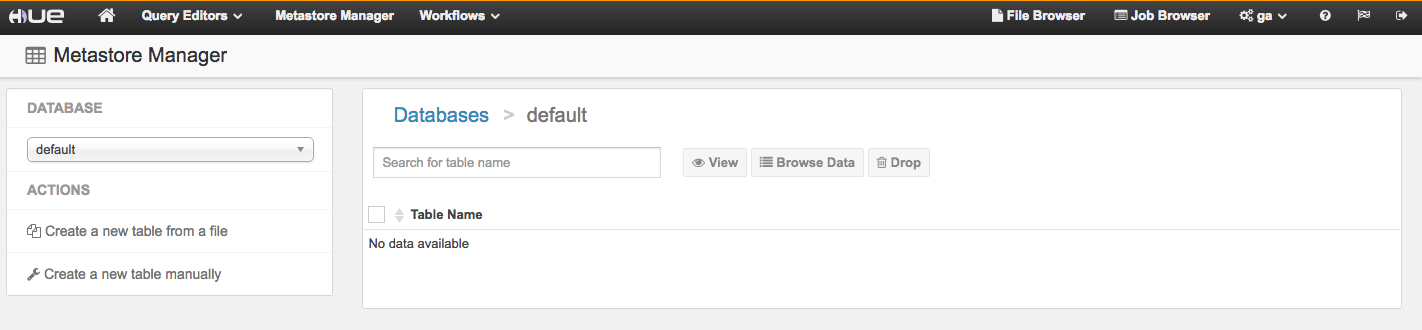 HUE Query Editors Metastore Manager Workflows File Browser Job Browser ga
Metastore Manager
DATABASE
default
ACTIONS
Create a new table from a file
Create a new table manually
Databases > default
Search for table name View Browse Data Drop
Table Name
No data available